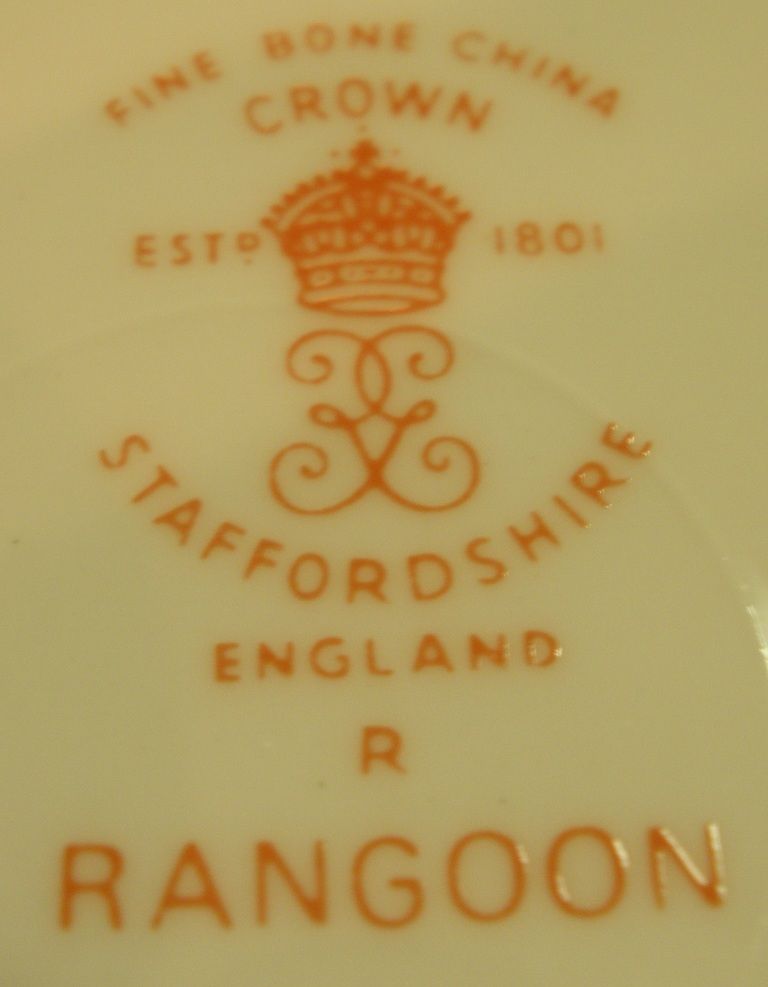 FINE BONE CHINA
CROWN
ESTD 1801
STAFFORDSHIRE
ENGLAND
R
RANGOON